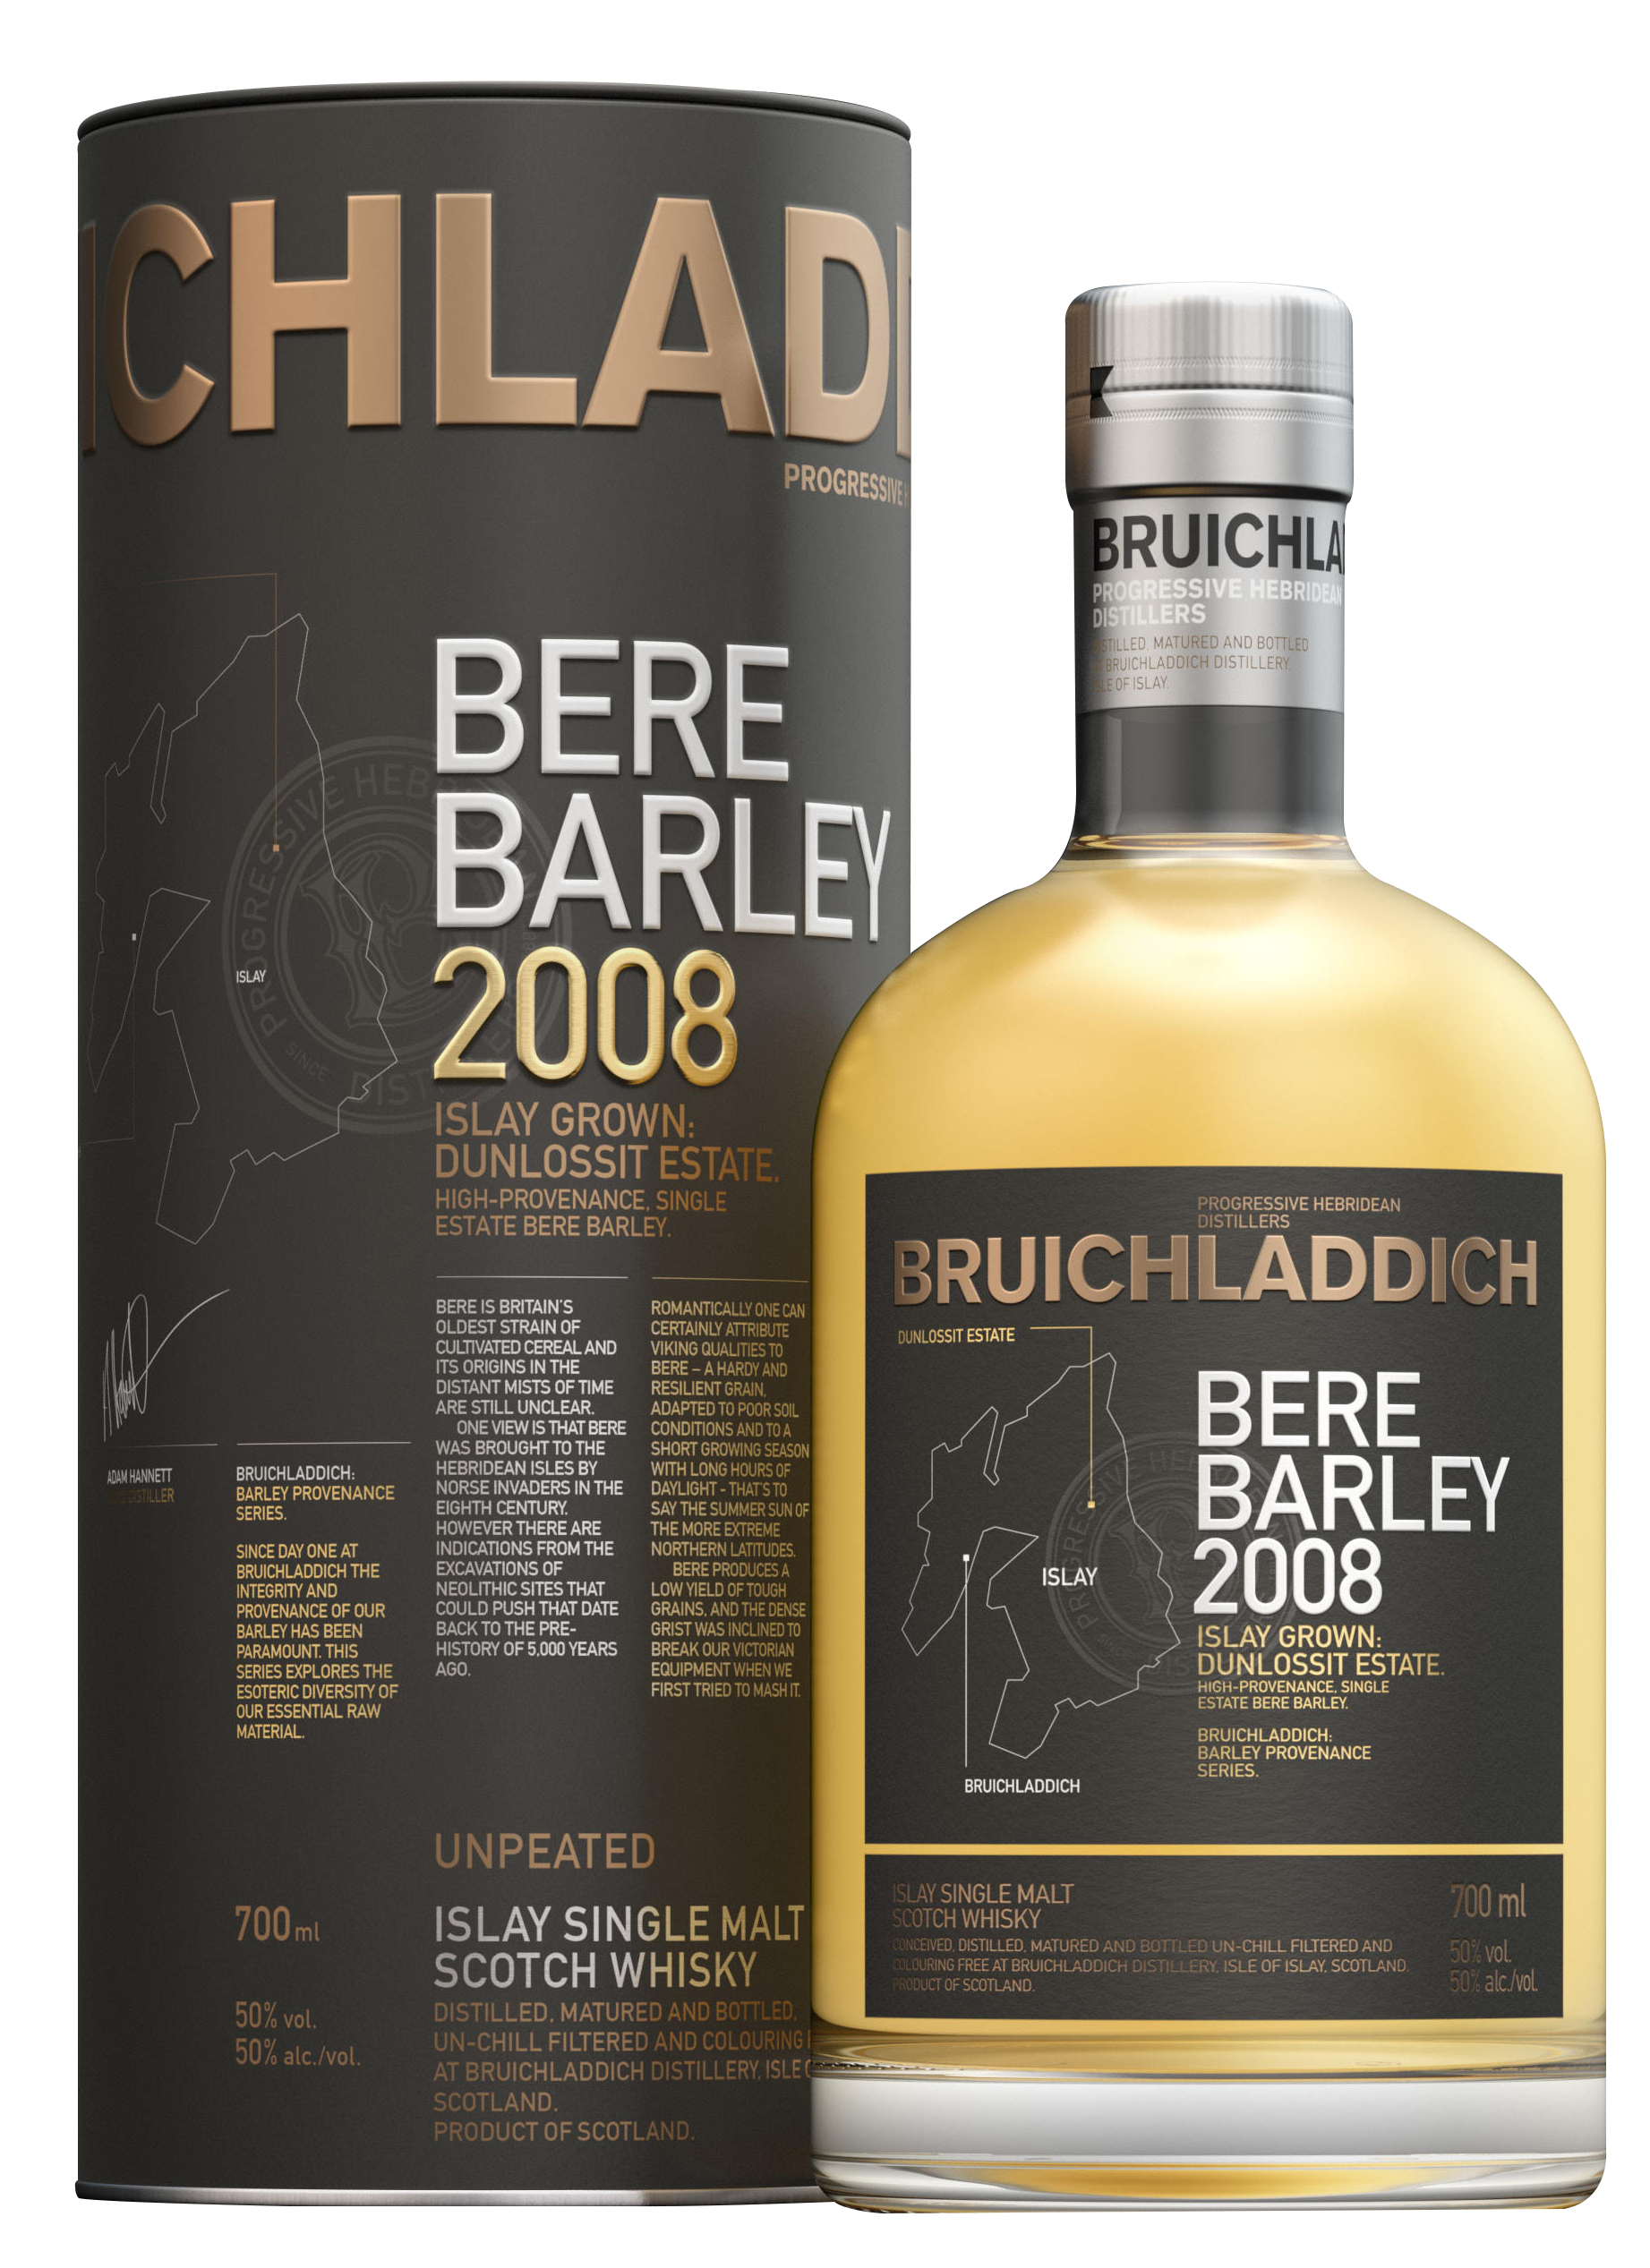 ICHLADD
PROGRESSIVE
BERE
BARLEY
2008
ISLAY GROWN:
DUNLOSSIT ESTATE.
HIGH-PROVENANCE, SINGLE
ESTATE BERE BARLEY.
ISLAY
PROGRESSIVE HEBRIDEAN
SINCE
ADAM HANNETT
DISTILLER
BRUICHLADDICH:
BARLEY PROVENANCE
SERIES.
SINCE DAY ONE AT
BRUICHLADDICH THE
INTEGRITY AND
PROVENANCE OF OUR
BARLEY HAS BEEN
PARAMOUNT. THIS
SERIES EXPLORES THE
ESOTERIC DIVERSITY OF
OUR ESSENTIAL RAW
MATERIAL.
BERE IS BRITAIN'S
OLDEST STRAIN OF
CULTIVATED CEREAL AND
ITS ORIGINS IN THE
DISTANT MISTS OF TIME
ARE STILL UNCLEAR.
ONE VIEW IS THAT BERE
WAS BROUGHT TO THE
HEBRIDEAN ISLES BY
NORSE INVADERS IN THE
EIGHTH CENTURY.
HOWEVER THERE ARE
INDICATIONS FROM THE
EXCAVATIONS OF
NEOLITHIC SITES THAT
COULD PUSH THAT DATE
BACK TO THE PRE-
HISTORY OF 5,000 YEARS
AGO.
ROMANTICALLY ONE CAN
CERTAINLY ATTRIBUTE
VIKING QUALITIES TO
BERE – A HARDY AND
RESILIENT GRAIN,
ADAPTED TO POOR SOIL
CONDITIONS AND TO A
SHORT GROWING SEASON
WITH LONG HOURS OF
DAYLIGHT - THAT'S TO
SAY THE SUMMER SUN OF
THE MORE EXTREME
NORTHERN LATITUDES.
BERE PRODUCES A
LOW YIELD OF TOUGH
GRAINS, AND THE DENSE
GRIST WAS INCLINED TO
BREAK OUR VICTORIAN
EQUIPMENT WHEN WE
FIRST TRIED TO MASH IT.
UNPEATED
700 ml
ISLAY SINGLE MALT
SCOTCH WHISKY
50% vol.
50% alc./vol.
DISTILLED, MATURED AND BOTTLED,
UN-CHILL FILTERED AND COLOURING
AT BRUICHLADDICH DISTILLERY, ISLE
SCOTLAND.
PRODUCT OF SCOTLAND.
BRUICHLA
PROGRESSIVE HEBRIDEAN
DISTILLERS
DISTILLED, MATURED AND BOTTLED
BRUICHLADDICH DISTILLERY,
ISLE OF ISLAY.
PROGRESSIVE HEBRIDEAN
DISTILLERS
BRUICHLADDICH
DUNLOSSIT ESTATE
BERE
BARLEY
2008
ISLAY
ISLAY GROWN:
DUNLOSSIT ESTATE.
HIGH-PROVENANCE, SINGLE
ESTATE BERE BARLEY.
BRUICHLADDICH:
BARLEY PROVENANCE
SERIES.
BRUICHLADDICH
ISLAY SINGLE MALT
SCOTCH WHISKY
CONCEIVED, DISTILLED, MATURED AND BOTTLED UN-CHILL FILTERED AND
COLOURING FREE AT BRUICHLADDICH DISTILLERY, ISLE OF ISLAY, SCOTLAND.
PRODUCT OF SCOTLAND.
700 ml
50% vol.
50% alc./vol.